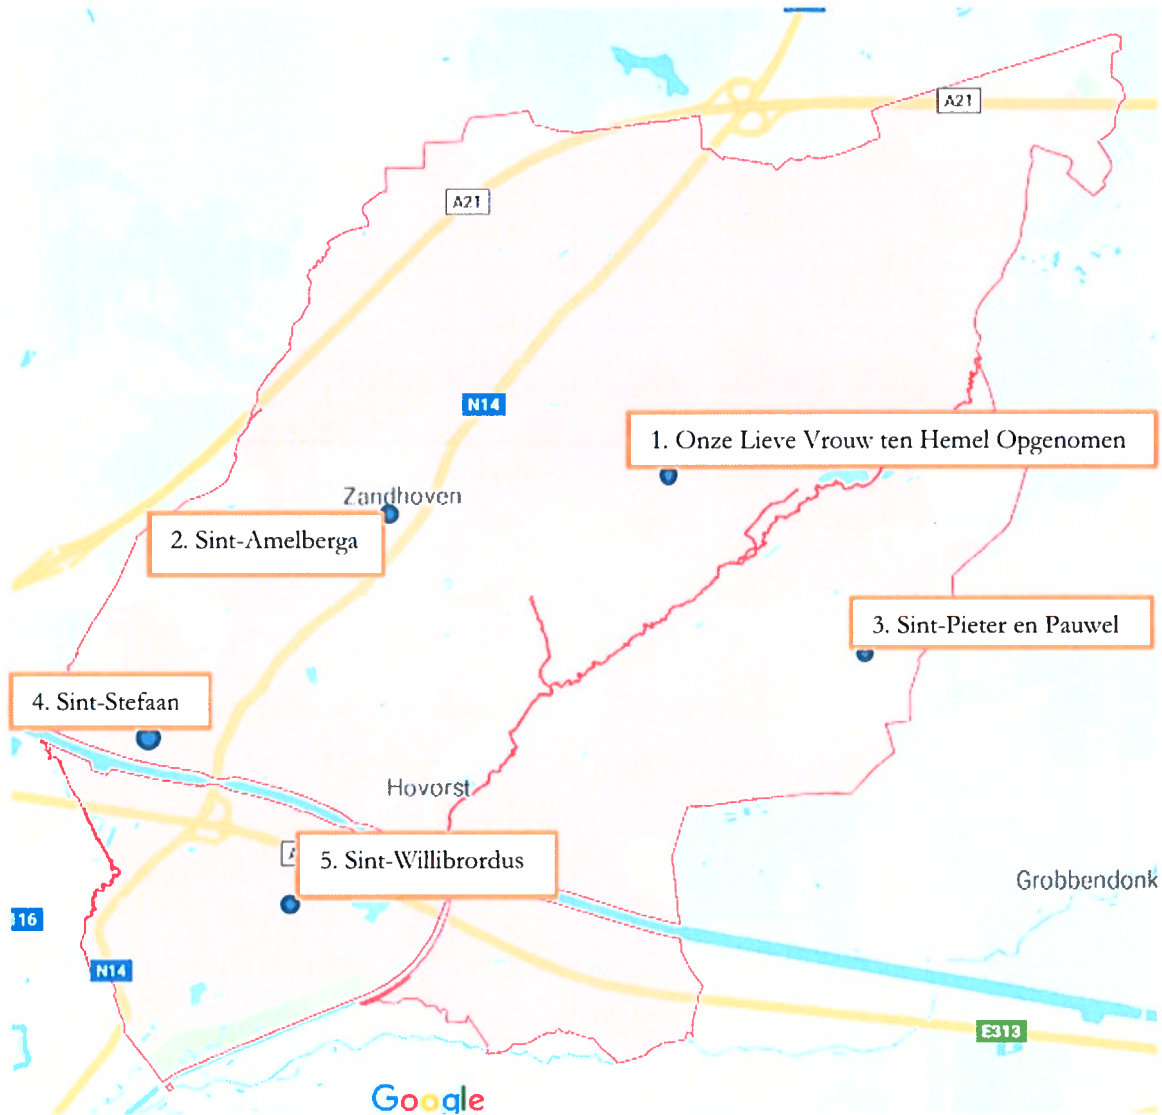 A21
A21
N14
1. Onze Lieve Vrouw ten Hemel Opgenomen
Zandhoven
2. Sint-Amelberga
3. Sint-Pieter en Pauwel
4. Sint-Stefaan
Hovorst
5. Sint-Willibrordus
Grobbendonk
116
N14
E313
Google